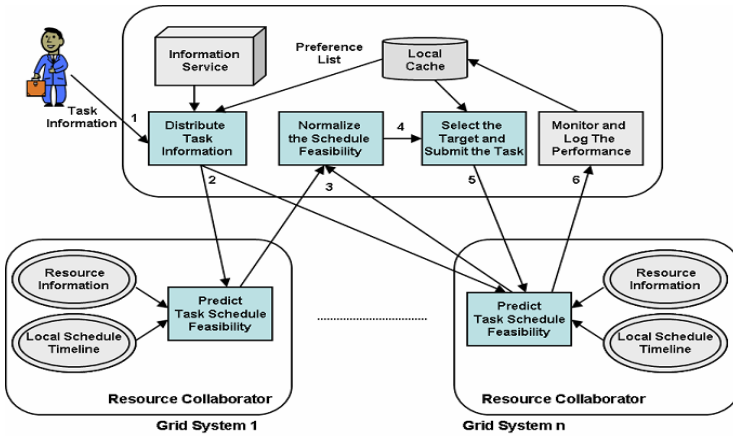 Information
Service
Preference
List
Local
Cache
Task
Information
1
Distribute
Task
Information
Normalize
the Schedule
Feasibility
4
Select the
Target and
Submit the Task
Monitor and
Log The
Performance
2
3
5
6
Resource
Information
Local Schedule
Timeline
Predict
Task Schedule
Feasibility
Resource Collaborator
Grid System 1
Predict
Task Schedule
Feasibility
Resource
Information
Local Schedule
Timeline
Resource Collaborator
Grid System n